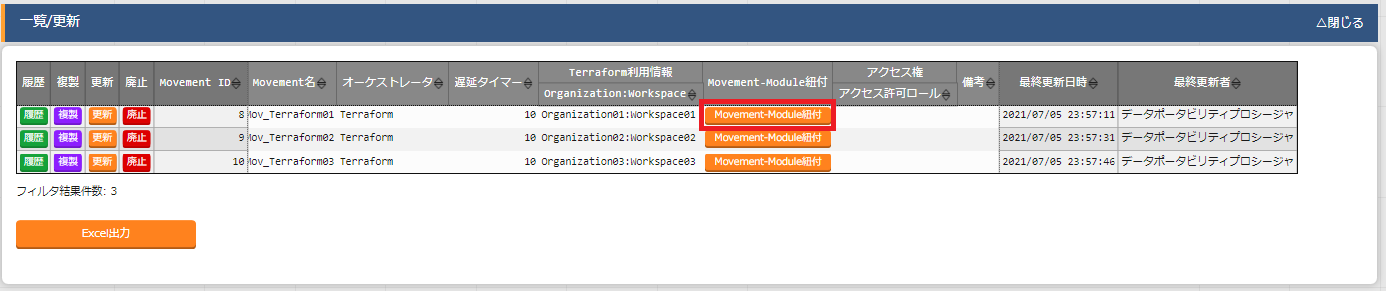 一覧/更新 △閉じる
履歴 複製 更新 廃止 Movement ID Movement名 オーケストレータ 遅延タイマー Terraform利用情報 Movement-Module紐付 アクセス権 備考 最終更新日時 最終更新者
Organization:Workspace アクセス許可ロール
履歴 複製 更新 廃止 8 Mov_Terraform01 Terraform 10 Organization01:Workspace01 Movement-Module紐付 2021/07/05 23:57:11 データポータビリティプロシージャ
履歴 複製 更新 廃止 9 Mov_Terraform02 Terraform 10 Organization02:Workspace02 Movement-Module紐付 2021/07/05 23:57:31 データポータビリティプロシージャ
履歴 複製 更新 廃止 10 Mov_Terraform03 Terraform 10 Organization03:Workspace03 Movement-Module紐付 2021/07/05 23:57:46 データポータビリティプロシージャ
フィルタ結果件数: 3
Excel出力